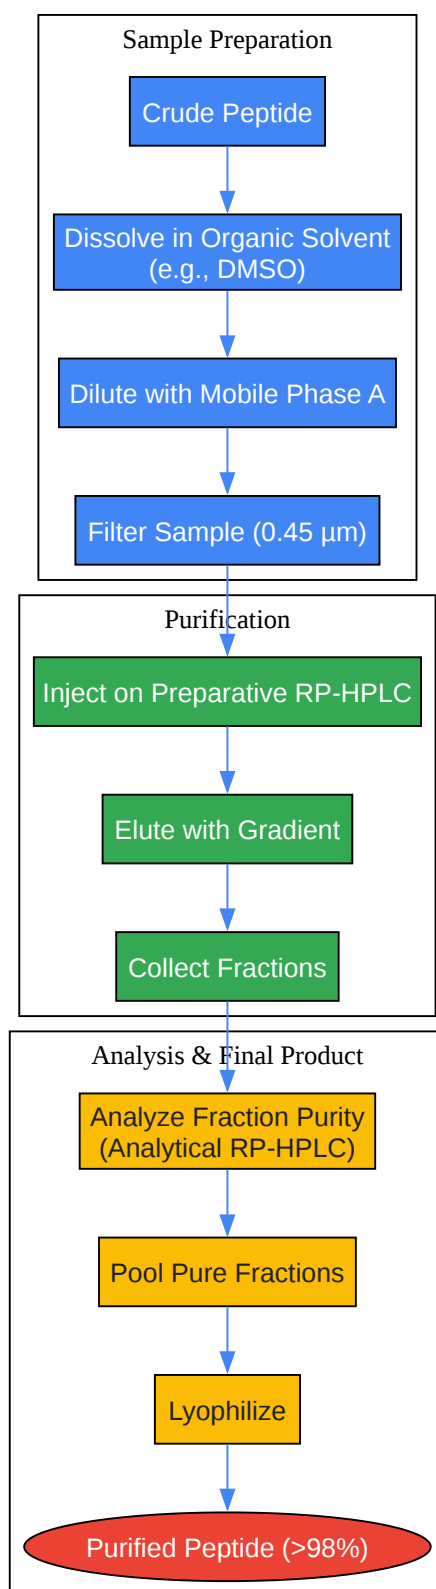 Sample Preparation
Crude Peptide
Dissolve in Organic Solvent
(e.g., DMSO)
Dilute with Mobile Phase A
Filter Sample (0.45 µm)
Purification
Inject on Preparative RP-HPLC
Elute with Gradient
Collect Fractions
Analysis & Final Product
Analyze Fraction Purity
(Analytical RP-HPLC)
Pool Pure Fractions
Lyophilize
Purified Peptide (>98%)